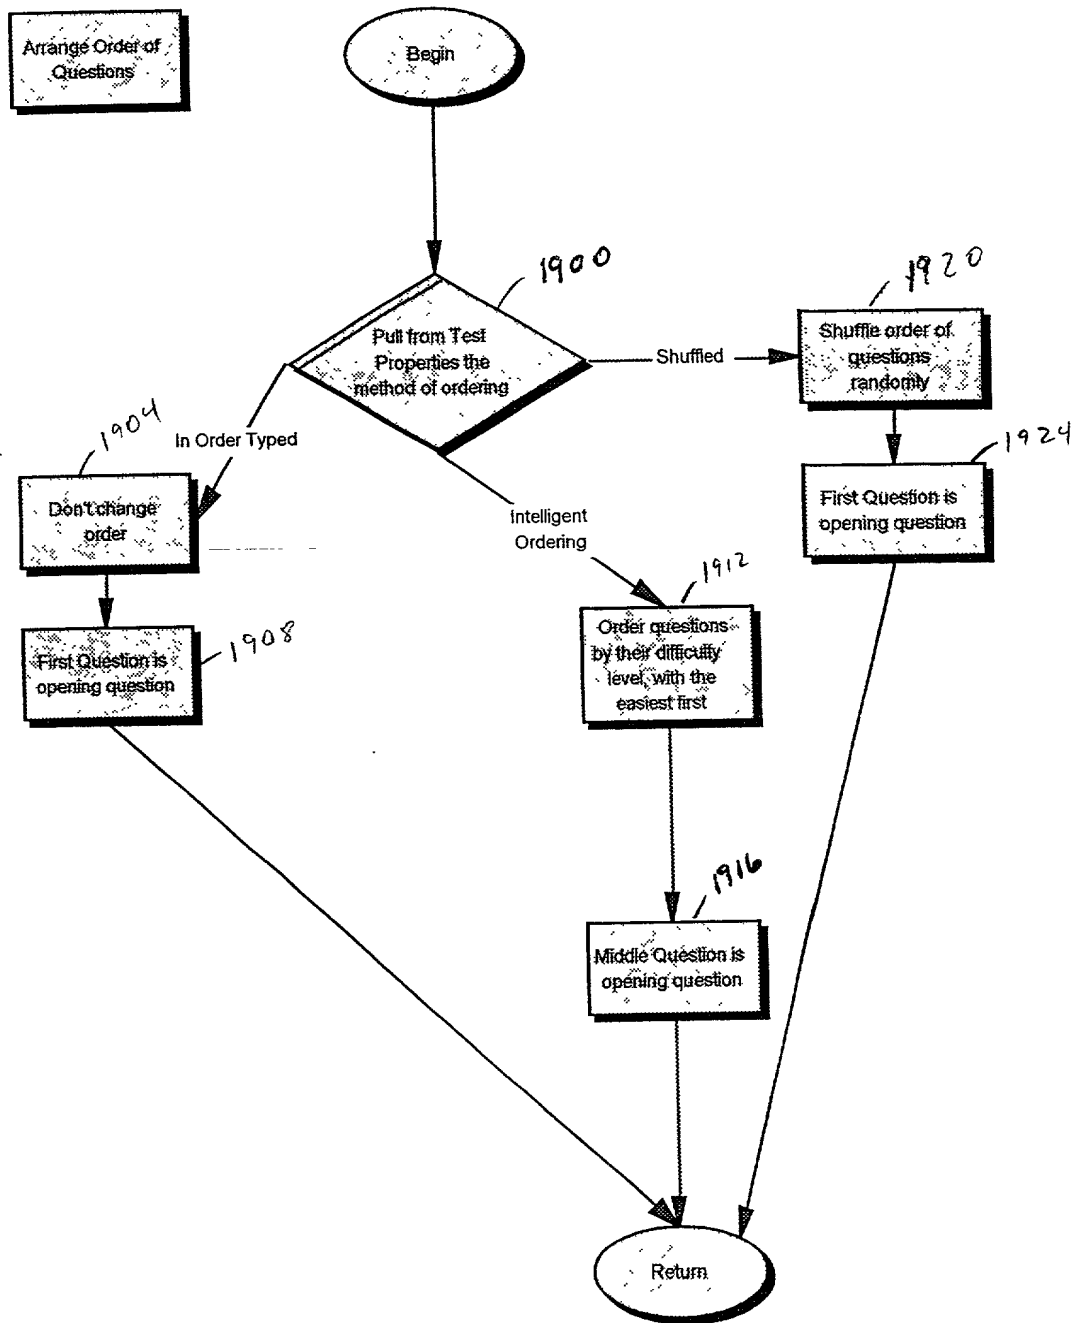 Arrange Order of
Questions
Begin
1900
Pull from Test
Properties the
method of ordering
Shuffled
1920
Shuffle order of
questions
randomly
1904
In Order Typed
Don't change
order
1924
First Question is
opening question
Intelligent
Ordering
1908
First Question is
opening question
1912
Order questions
by their difficulty
level, with the
easiest first
1916
Middle Question is
opening question
Return